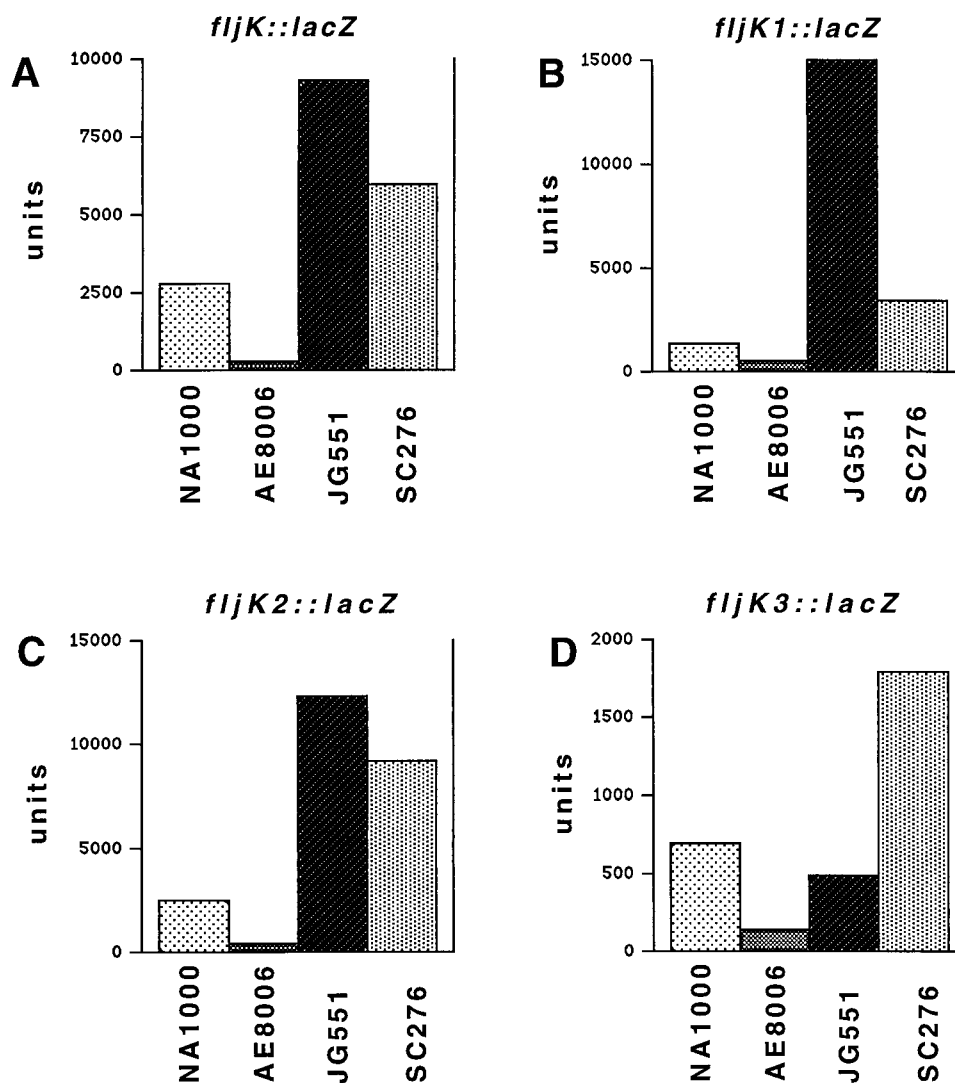 A
fljK::lacZ
units
10000
7500
5000
2500
0
NA1000
AE8006
JG551
SC276
B
fljK1::lacZ
units
15000
10000
5000
0
NA1000
AE8006
JG551
SC276
C
fljK2::lacZ
units
15000
10000
5000
0
NA1000
AE8006
JG551
SC276
D
fljK3::lacZ
units
2000
1500
1000
500
0
NA1000
AE8006
JG551
SC276